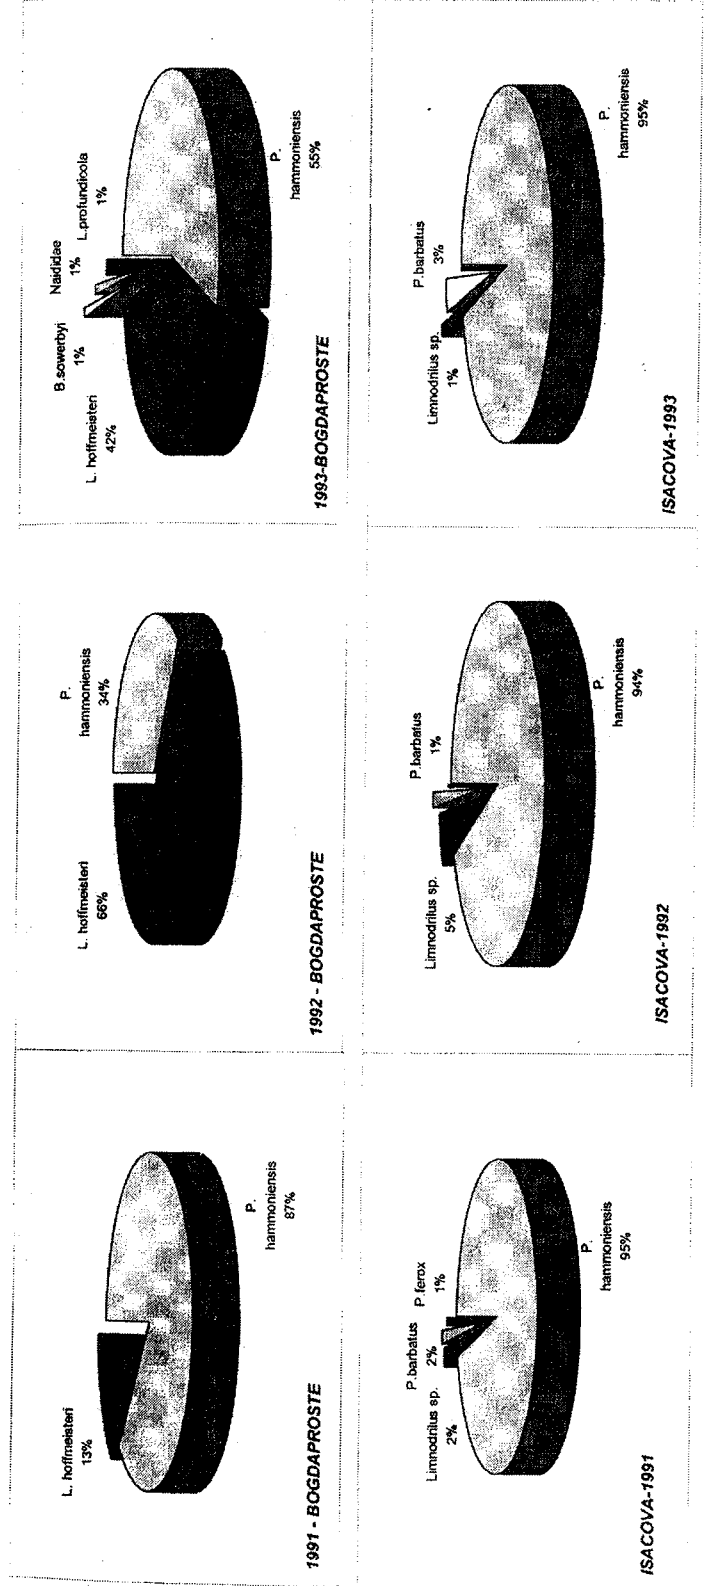 L. hoffmeisteri
13%
P.
hammoniensis
87%
1991 - BOGDAPROSTE
L. hoffmeisteri
66%
P.
hammoniensis
34%
1992 - BOGDAPROSTE
L. hoffmeisteri
42%
B.sowerbyi
1%
Naididae
1%
L.profundicola
1%
P.
hammoniensis
55%
1993-BOGDAPROSTE
Limnodrilus sp.
2%
P.barbatus
2%
P.ferox
1%
P.
hammoniensis
95%
ISACOVA-1991
Limnodrilus sp.
5%
P.barbatus
1%
P.
hammoniensis
94%
ISACOVA-1992
Limnodrilus sp.
1%
P.barbatus
3%
P.
hammoniensis
95%
ISACOVA-1993